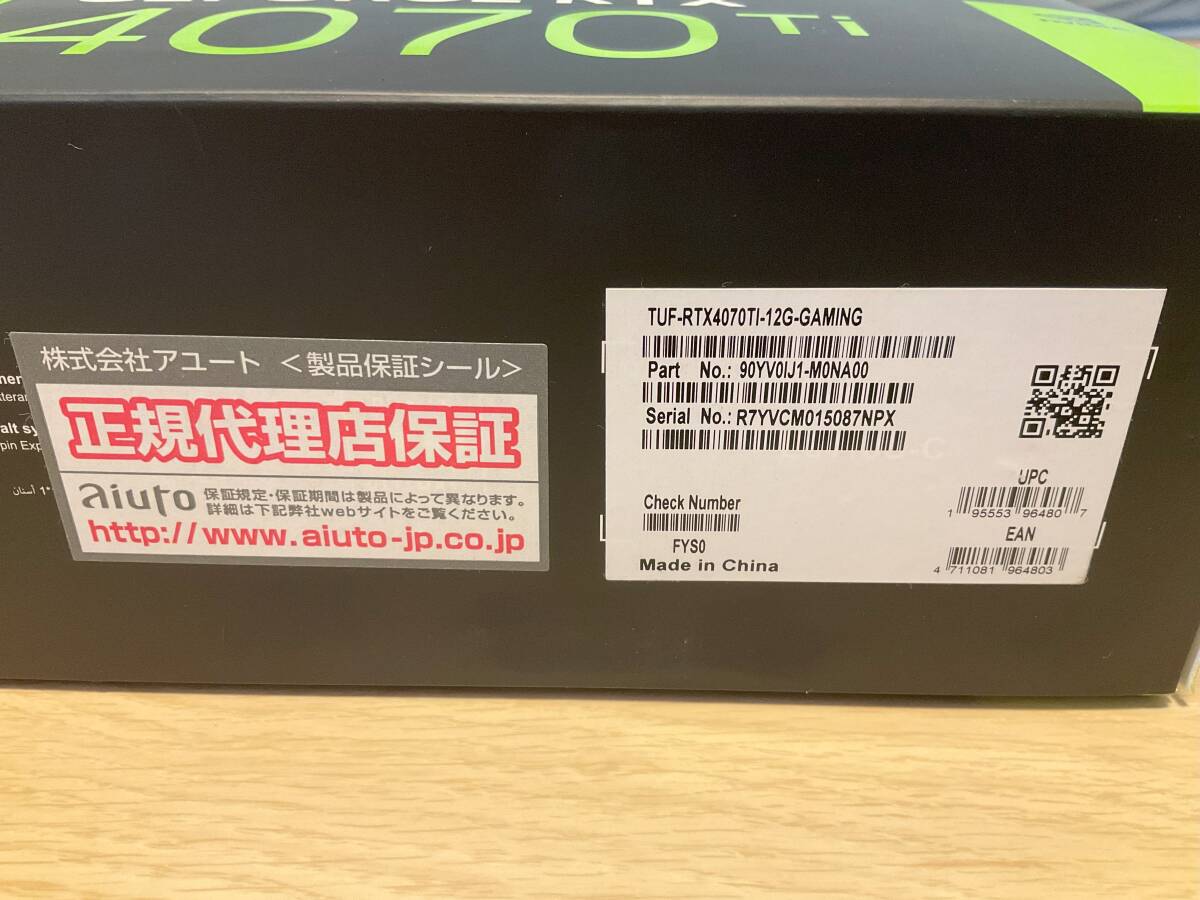 GEFORCE RTX
4070 Ti
株式会社アユート <製品保証シール>
正規代理店保証
aiuto
保証規定・保証期間は製品によって異なります。
詳細は下記弊社webサイトをご覧ください。
http://www.aiuto-jp.co.jp
TUF-RTX4070TI-12G-GAMING
Part No.: 90YV0IJ1-M0NA00
Serial No.: R7YVCM015087NPX
Check Number
FYS0
Made in China
UPC
1 95553 96480 7
EAN
4 711081 964803